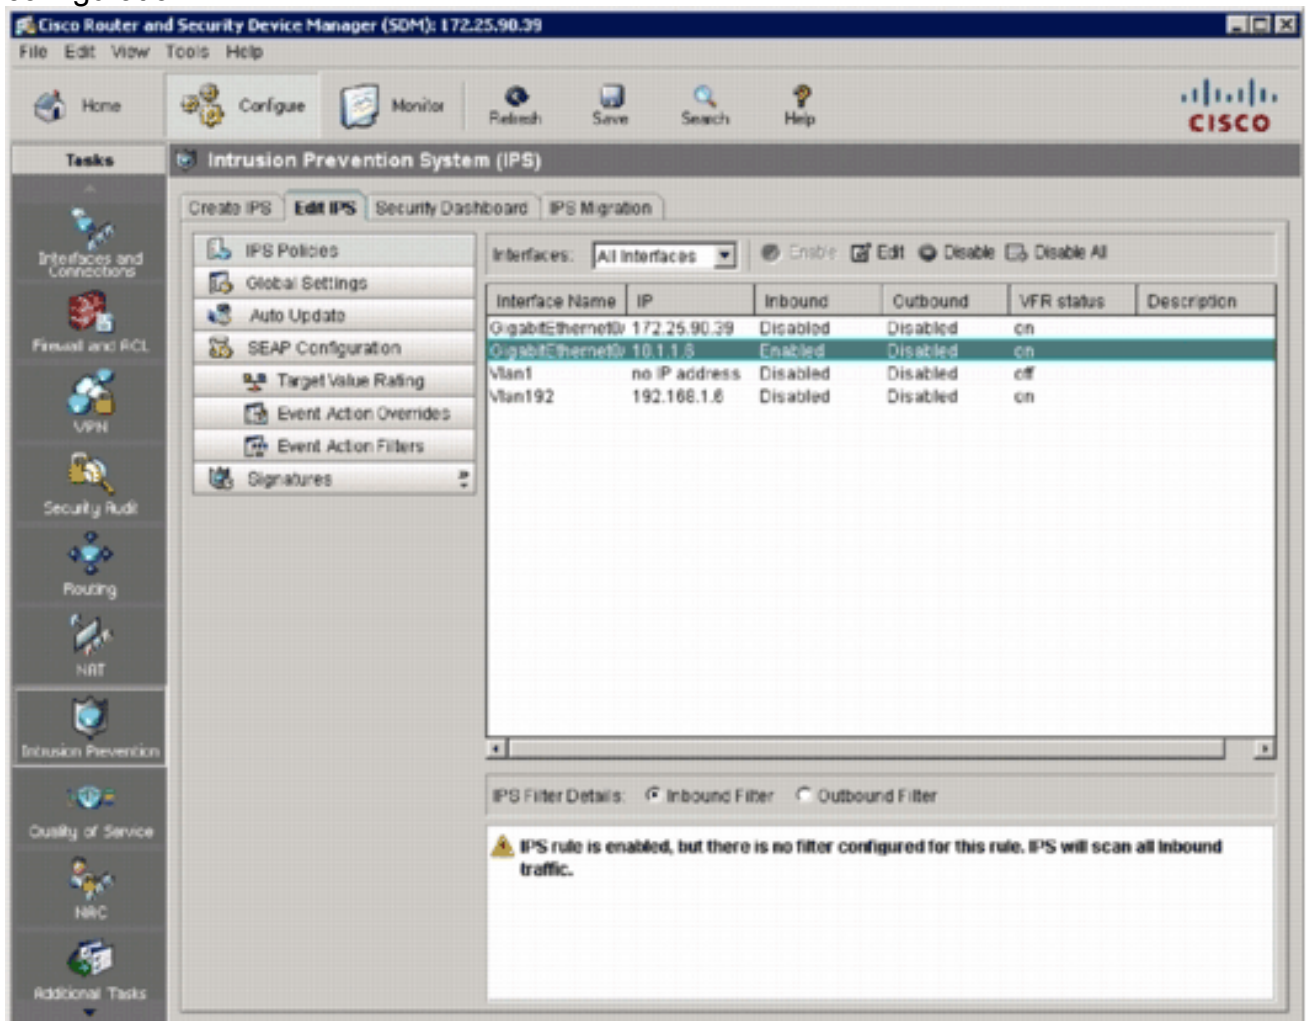 Cisco Router and Security Device Manager (SDM): 172.25.90.39
File Edit View Tools Help
Home Configure Monitor Refresh Save Search Help
CISCO
Tasks
Intrusion Prevention System (IPS)
Create IPS Edit IPS Security Dashboard IPS Migration
Interfaces and Connections
Firewall and ACL
VPN
Security Audit
Routing
NAT
Intrusion Prevention
Quality of Service
NAC
Additional Tasks
IPS Policies
Global Settings
Auto Update
SEAP Configuration
Target Value Rating
Event Action Overrides
Event Action Filters
Signatures
Interfaces: All Interfaces Enable Edit Disable Disable All
Interface Name IP Inbound Outbound VFR status Description
GigabitEthernet0/ 172.25.90.39 Disabled Disabled on
GigabitEthernet0/ 10.1.1.6 Enabled Disabled on
Vlan1 no IP address Disabled Disabled off
Vlan192 192.168.1.6 Disabled Disabled on
IPS Filter Details: Inbound Filter Outbound Filter
IPS rule is enabled, but there is no filter configured for this rule. IPS will scan all Inbound
traffic.